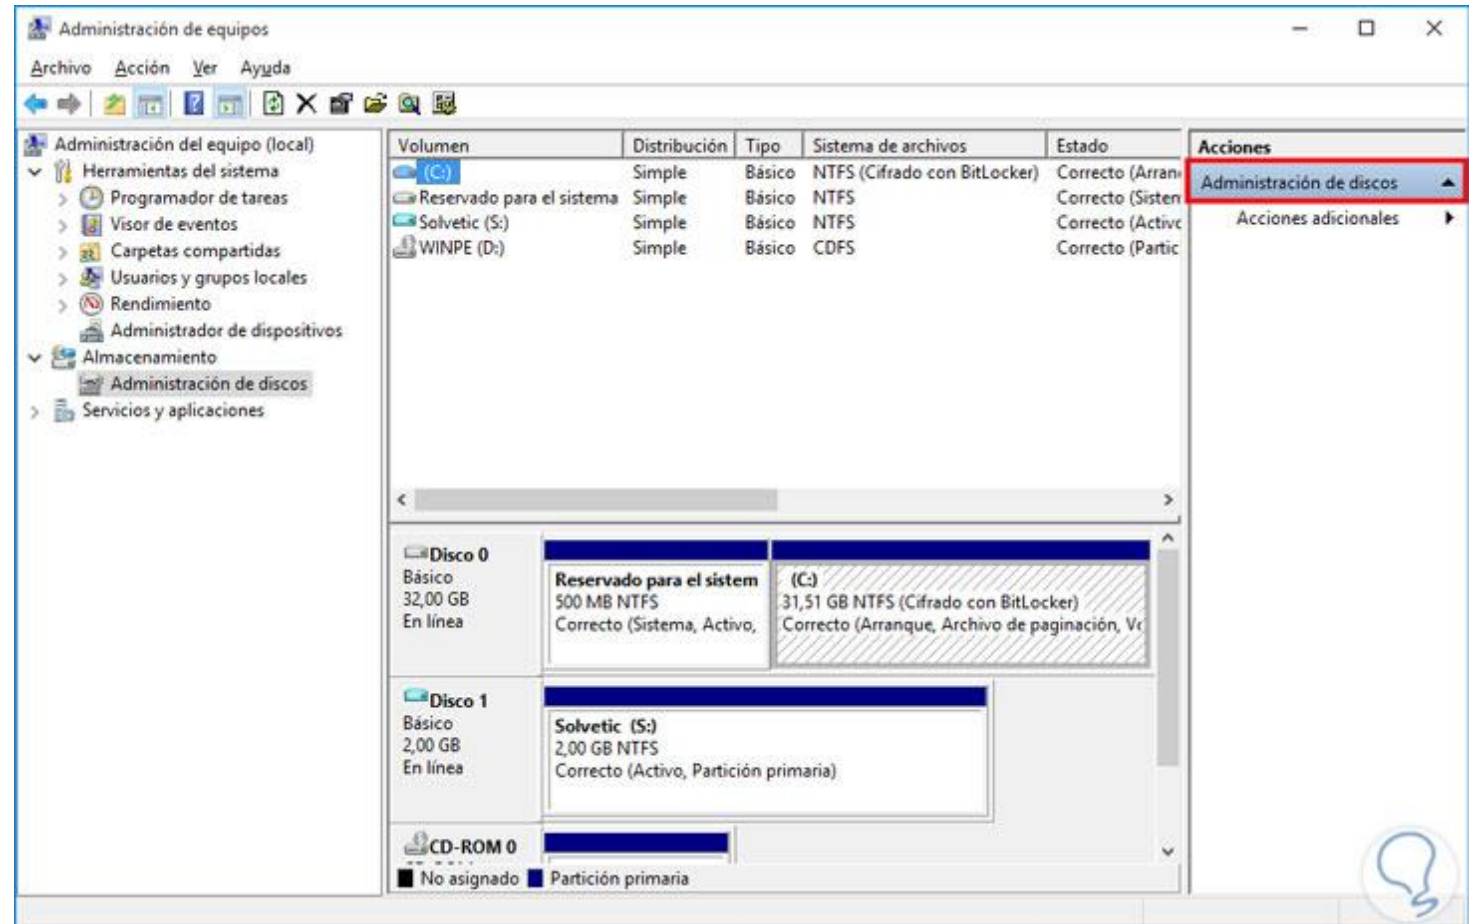 Administración de equipos
Archivo Acción Ver Ayuda
Administración del equipo (local)
Herramientas del sistema
Programador de tareas
Visor de eventos
Carpetas compartidas
Usuarios y grupos locales
Rendimiento
Administrador de dispositivos
Almacenamiento
Administración de discos
Servicios y aplicaciones
Volumen Distribución Tipo Sistema de archivos Estado
(C:) Simple Básico NTFS (Cifrado con BitLocker) Correcto (Arran
Reservado para el sistema Simple Básico NTFS Correcto (Sisten
Solvetic (S:) Simple Básico NTFS Correcto (Activo
WINPE (D:) Simple Básico CDFS Correcto (Partic
Acciones
Administración de discos
Acciones adicionales
Disco 0
Básico
32,00 GB
En línea
Reservado para el sistem
500 MB NTFS
Correcto (Sistema, Activo,
(C:)
31,51 GB NTFS (Cifrado con BitLocker)
Correcto (Arranque, Archivo de paginación, Vo
Disco 1
Básico
2,00 GB
En línea
Solvetic (S:)
2,00 GB NTFS
Correcto (Activo, Partición primaria)
CD-ROM 0
No asignado Partición primaria